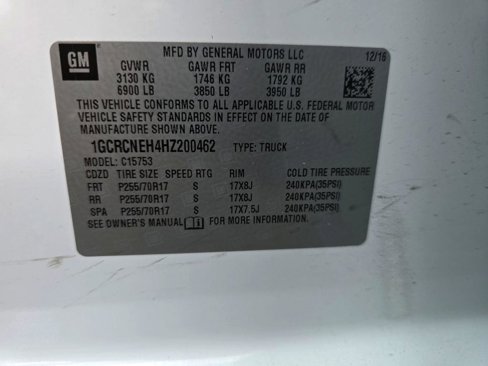 GM
MFD BY GENERAL MOTORS LLC 12/16
GVWR GAWR FRT GAWR RR
3130 KG 1746 KG 1792 KG
6900 LB 3850 LB 3950 LB
THIS VEHICLE CONFORMS TO ALL APPLICABLE U.S. FEDERAL MOTOR
VEHICLE SAFETY STANDARDS IN EFFECT ON THE DATE OF
MANUFACTURE SHOWN ABOVE.
1GCRCNEH4HZ200462 TYPE: TRUCK
MODEL: C15753
CDZD TIRE SIZE SPEED RTG RIM COLD TIRE PRESSURE
FRT P255/70R17 S 17X8J 240KPA(35PSI)
RR P255/70R17 S 17X8J 240KPA(35PSI)
SPA P255/70R17 S 17X7.5J 240KPA(35PSI)
SEE OWNER'S MANUAL FOR MORE INFORMATION.